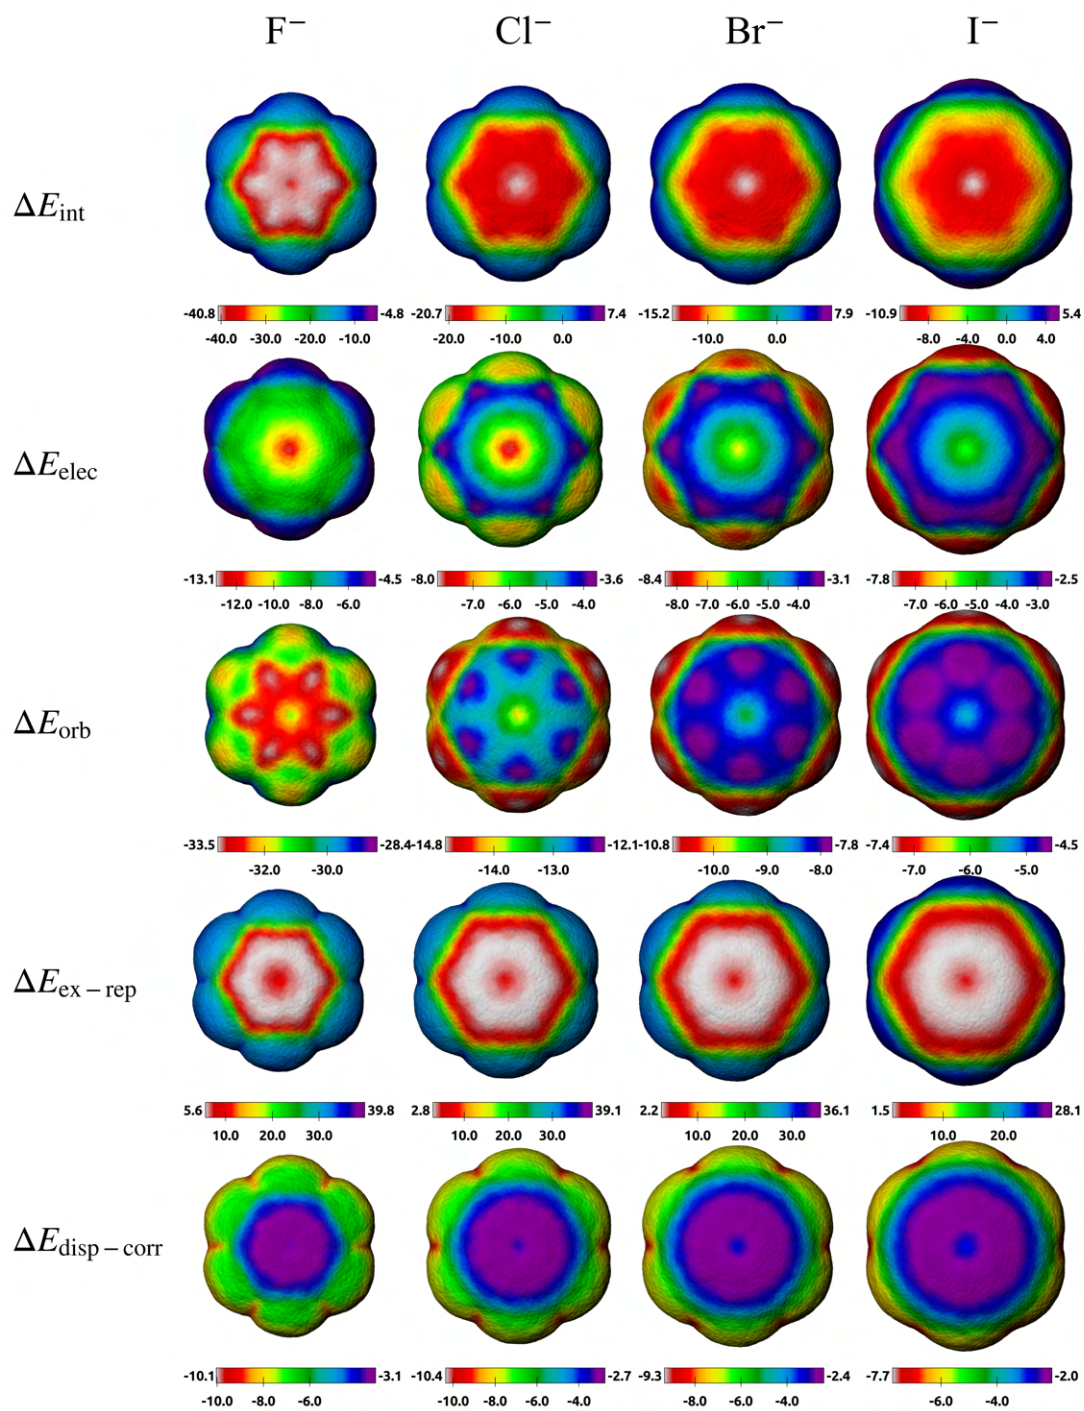 F⁻ Cl⁻ Br⁻ I⁻
ΔE_int
-40.8 -4.8 -20.7 7.4 -15.2 7.9 -10.9 5.4
-40.0 -30.0 -20.0 -10.0 -20.0 -10.0 0.0 -10.0 0.0 -8.0 -4.0 0.0 4.0
ΔE_elec
-13.1 -4.5 -8.0 -3.6 -8.4 -3.1 -7.8 -2.5
-12.0 -10.0 -8.0 -6.0 -7.0 -6.0 -5.0 -4.0 -8.0 -7.0 -6.0 -5.0 -4.0 -7.0 -6.0 -5.0 -4.0 -3.0
ΔE_orb
-33.5 -28.4 -14.8 -12.1 -10.8 -7.8 -7.4 -4.5
-32.0 -30.0 -14.0 -13.0 -10.0 -9.0 -8.0 -7.0 -6.0 -5.0
ΔE_ex-rep
5.6 39.8 2.8 39.1 2.2 36.1 1.5 28.1
10.0 20.0 30.0 10.0 20.0 30.0 10.0 20.0 30.0 10.0 20.0
ΔE_disp-corr
-10.1 -3.1 -10.4 -2.7 -9.3 -2.4 -7.7 -2.0
-10.0 -8.0 -6.0 -10.0 -8.0 -6.0 -4.0 -8.0 -6.0 -4.0 -6.0 -4.0